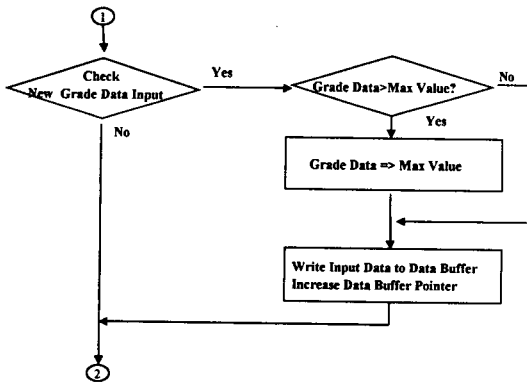 1
Check
New Grade Data Input
Yes
No
Grade Data>Max Value?
No
Yes
Grade Data => Max Value
Write Input Data to Data Buffer
Increase Data Buffer Pointer
2